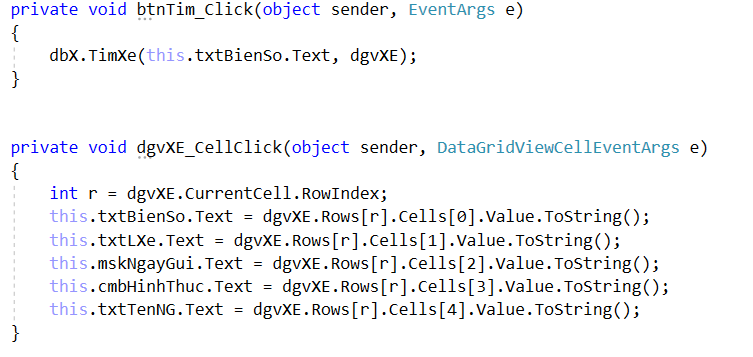 private void btnTim_Click(object sender, EventArgs e)
{
    dbX.TimXe(this.txtBienSo.Text, dgvXE);
}
private void dgvXE_CellClick(object sender, DataGridViewCellEventArgs e)
{
    int r = dgvXE.CurrentCell.RowIndex;
    this.txtBienSo.Text = dgvXE.Rows[r].Cells[0].Value.ToString();
    this.txtLXe.Text = dgvXE.Rows[r].Cells[1].Value.ToString();
    this.mskNgayGui.Text = dgvXE.Rows[r].Cells[2].Value.ToString();
    this.cmbHinhThuc.Text = dgvXE.Rows[r].Cells[3].Value.ToString();
    this.txtTenNG.Text = dgvXE.Rows[r].Cells[4].Value.ToString();
}